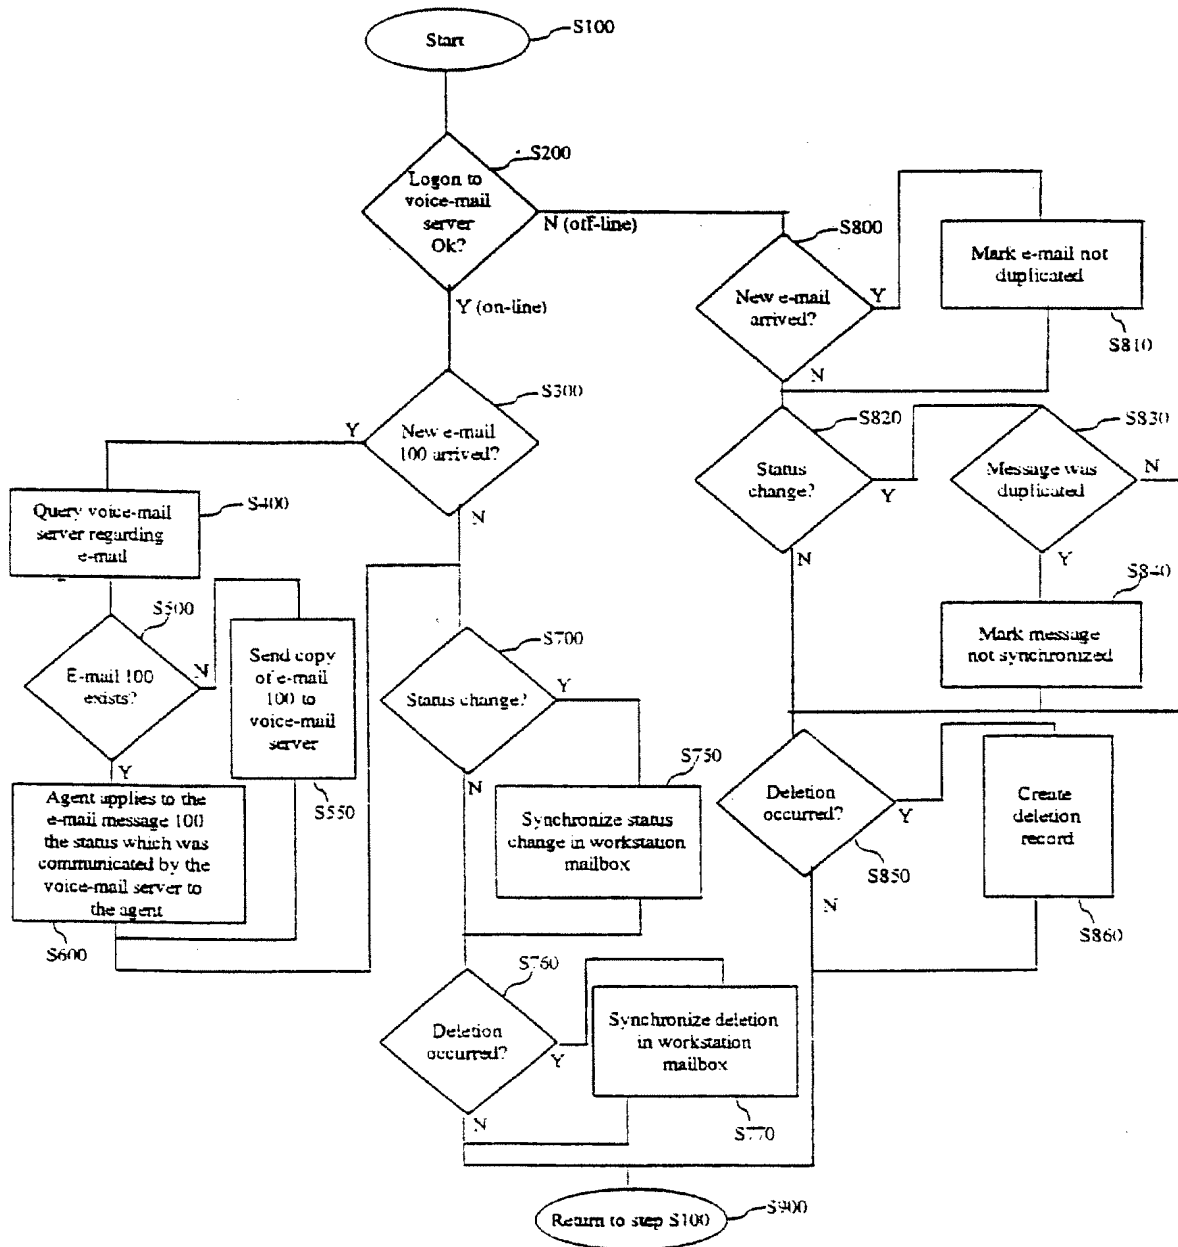 Start
S100
Logon to
voice-mail
server
Ok?
S200
N (off-line)
Y (on-line)
New e-mail
arrived?
S800
Y
N
Mark e-mail not
duplicated
S810
New e-mail
100 arrived?
S300
Y
N
Status
change?
S820
Y
N
Message was
duplicated
S830
N
Y
Query voice-mail
server regarding
e-mail
S400
Mark message
not synchronized
S840
E-mail 100
exists?
S500
N
Y
Send copy
of e-mail
100 to
voice-mail
server
S550
Status change?
S700
Y
N
Agent applies to the
e-mail message 100
the status which was
communicated by the
voice-mail server to
the agent
S600
Synchronize status
change in workstation
mailbox
S750
Deletion
occurred?
S850
Y
N
Create
deletion
record
S860
Deletion
occurred?
S760
Y
N
Synchronize deletion
in workstation
mailbox
S770
Return to step S100
S900